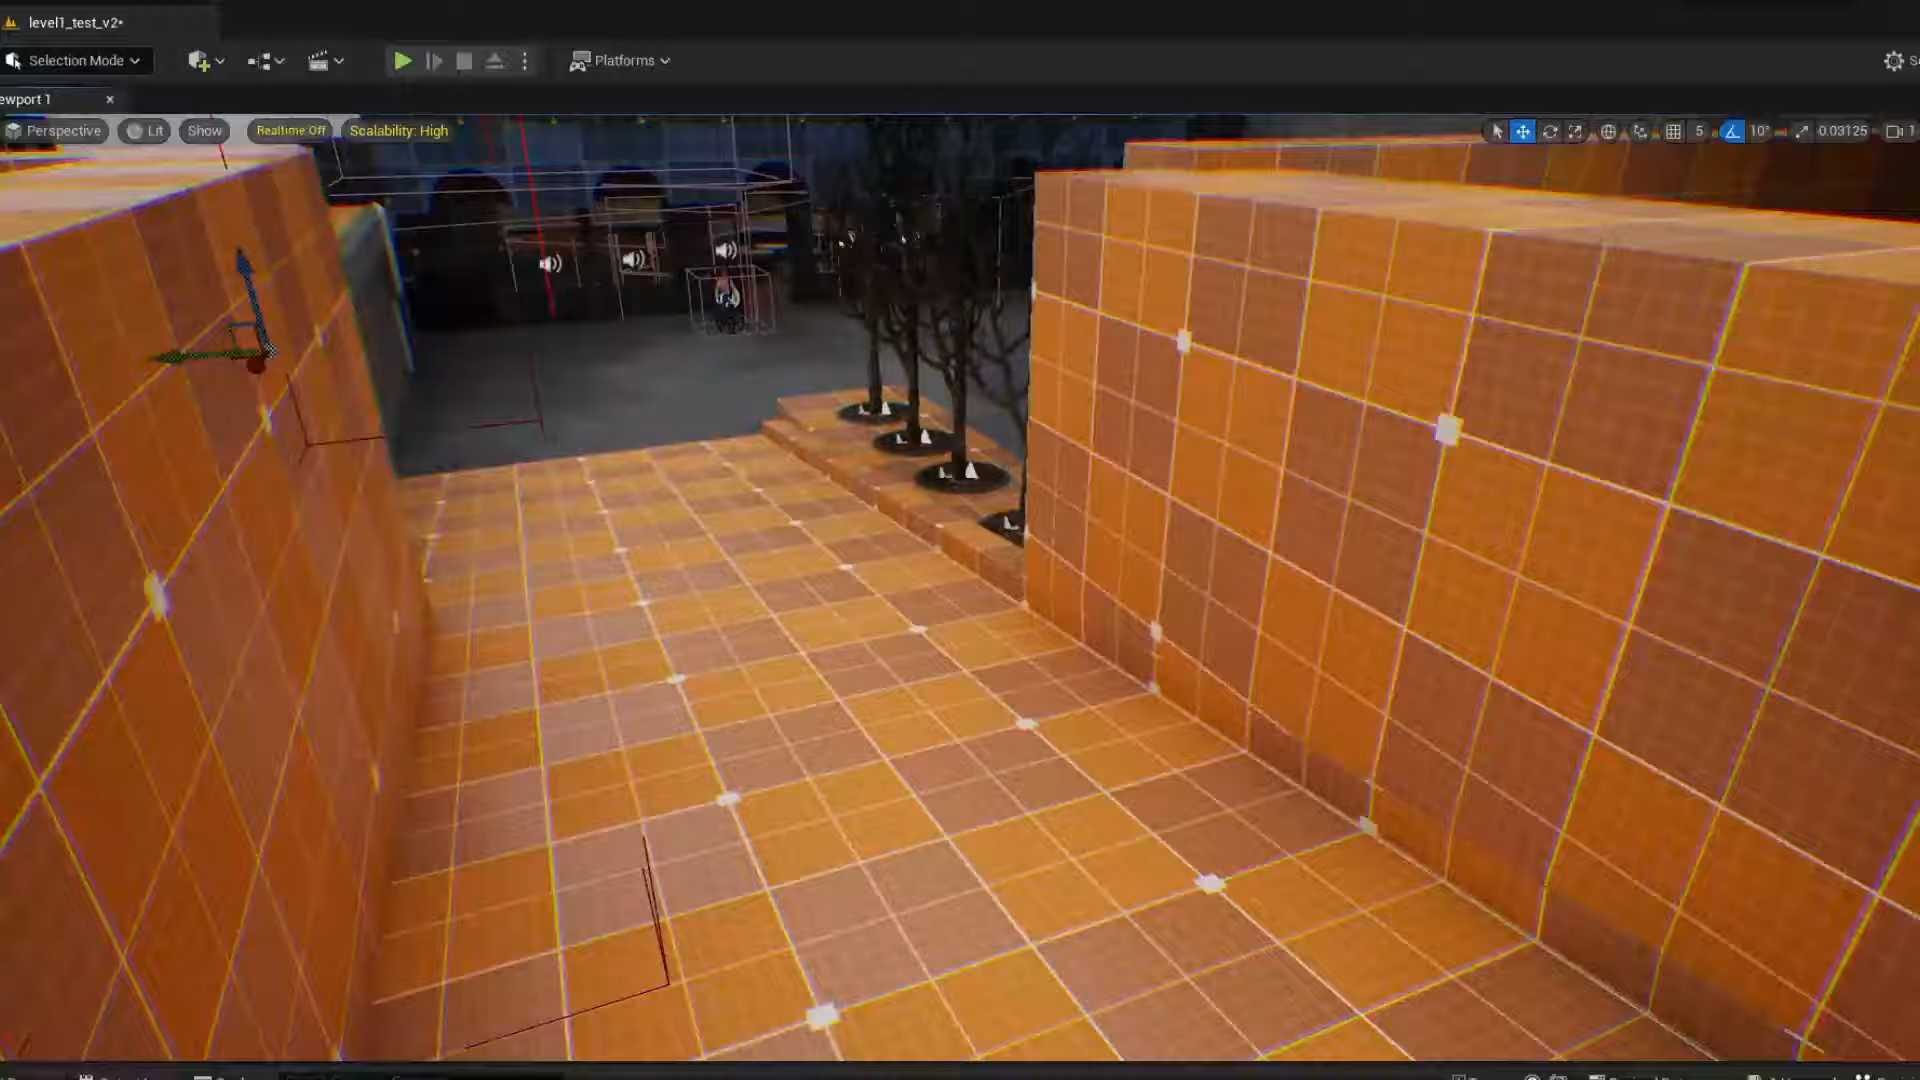 level1_test_v2*
Selection Mode
Platforms
ewport 1
Perspective Lit Show Realtime Off Scalability: High
5 10° 0.03125 1